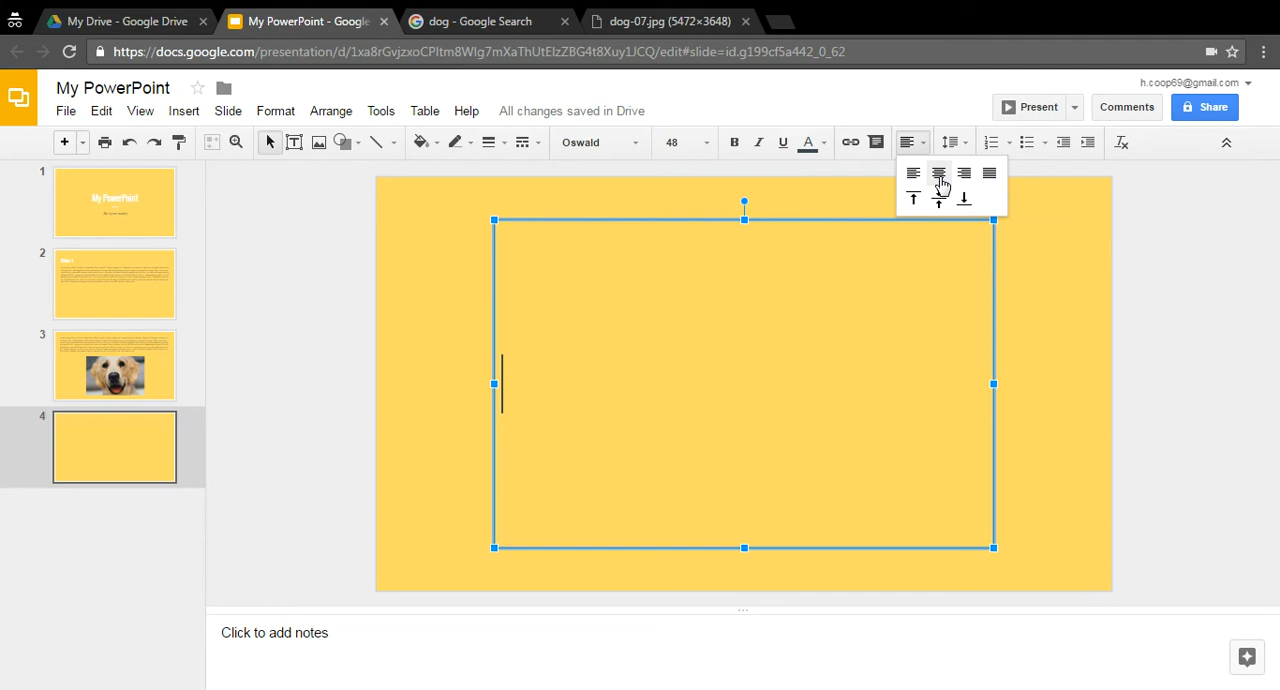 My Drive - Google Drive
My PowerPoint - Google
dog - Google Search
dog-07.jpg (5472×3648)
https://docs.google.com/presentation/d/1xa8rGvjzxoCPItm8WIg7mXaThUtEIzZBG4t8Xuy1JCQ/edit#slide=id.g199cf5a442_0_62
My PowerPoint
h.coop69@gmail.com
File Edit View Insert Slide Format Arrange Tools Table Help All changes saved in Drive
Present
Comments
Share
Oswald
48
B I U A
1
My PowerPoint
2
3
4
Click to add notes